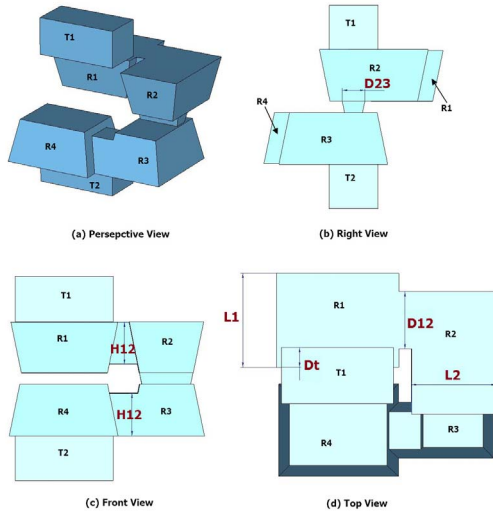 T1
R1
R2
R4
R3
T2
(a) Persepctive View
T1
R2
D23
R4
R1
R3
T2
(b) Right View
T1
R1
H12
R2
R4
H12
R3
T2
(c) Front View
L1
R1
D12
R2
Dt
T1
L2
R4
R3
(d) Top View